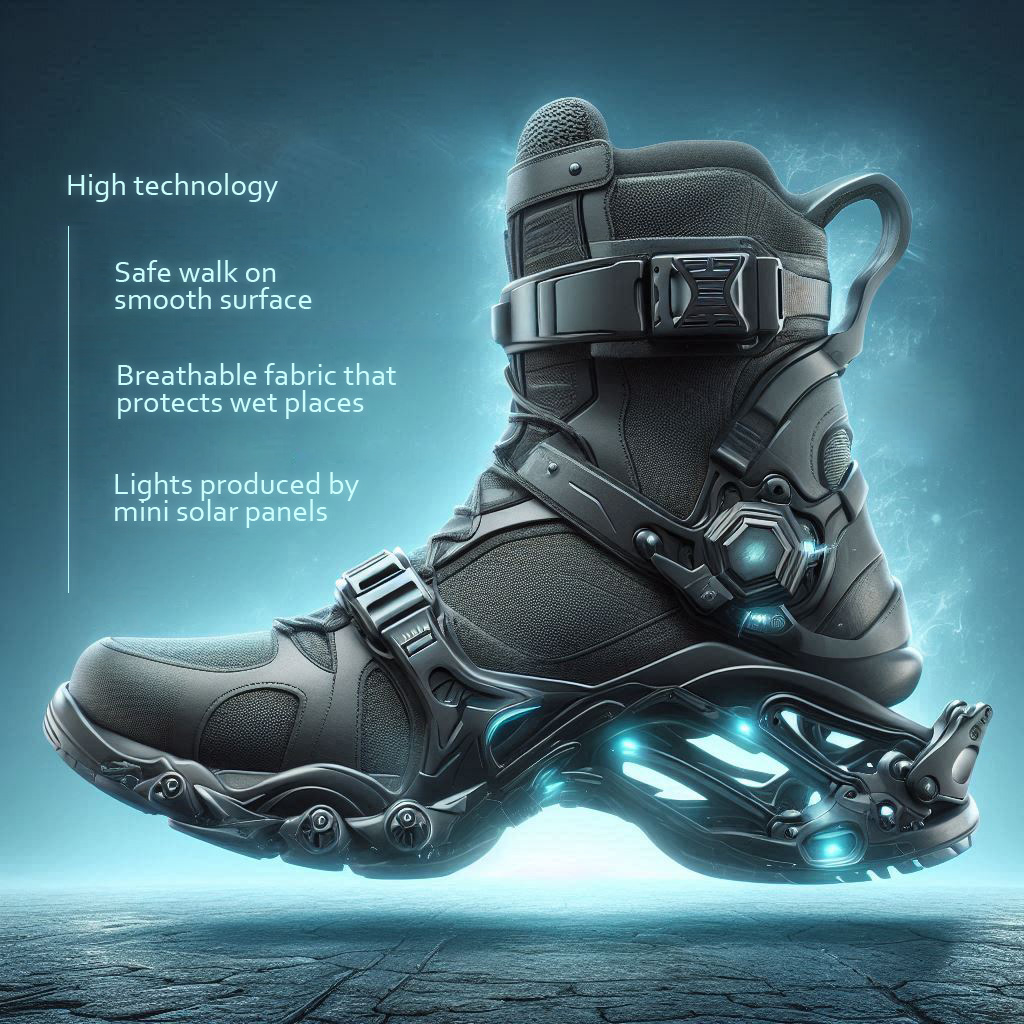 High technology
Safe walk on
smooth surface
Breathable fabric that
protects wet places
Lights produced by
mini solar panels